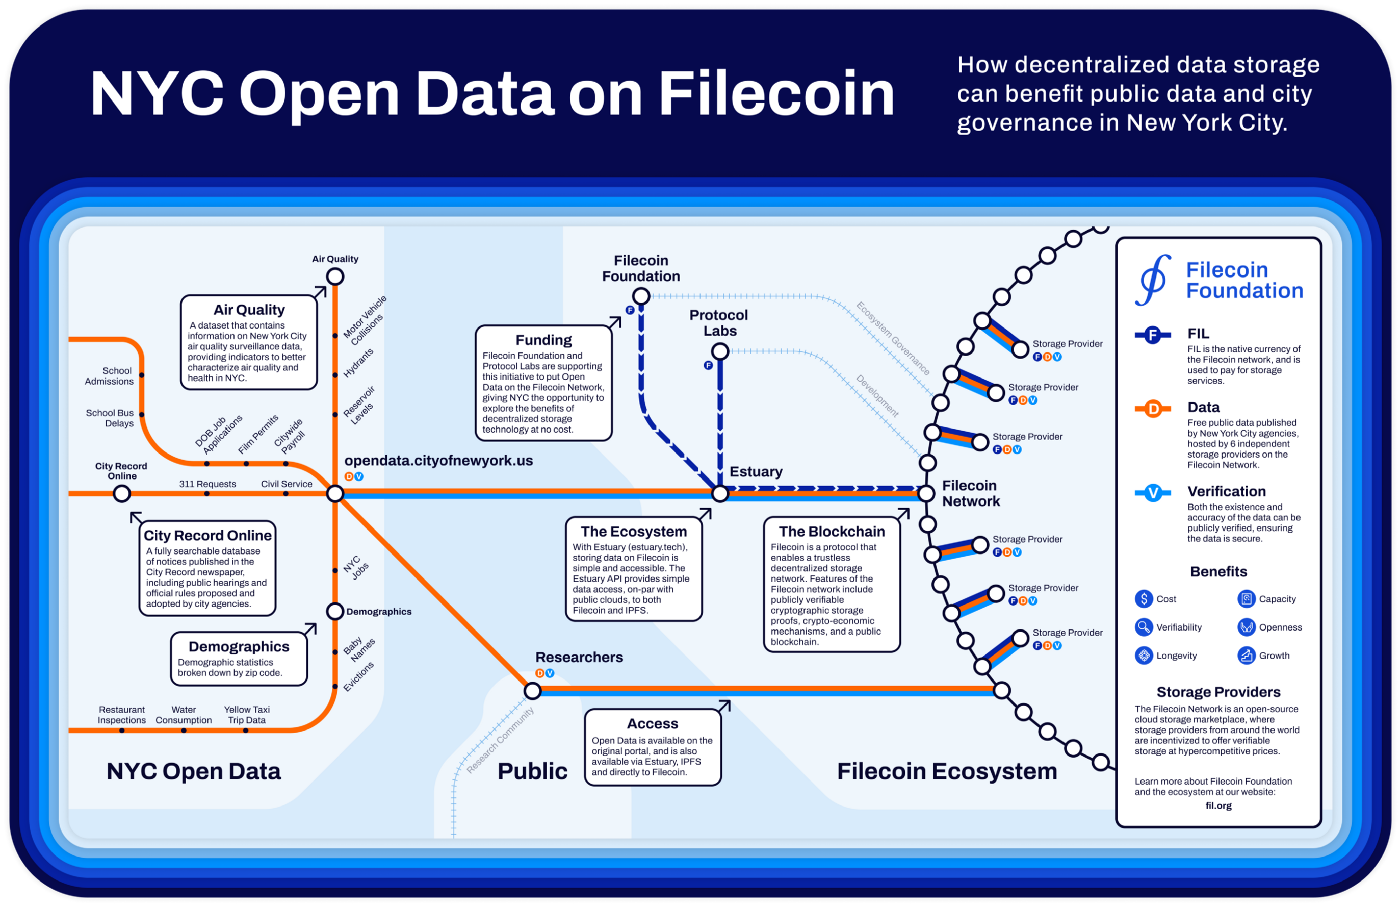 NYC Open Data on Filecoin
How decentralized data storage
can benefit public data and city
governance in New York City.
Air Quality
Air Quality
A dataset that contains
information on New York City
air quality surveillance data,
providing indicators to better
characterize air quality and
health in NYC.
Motor Vehicle
Collisions
Hydrants
Reservoir
Levels
School
Admissions
School Bus
Delays
DOB Job
Applications
Film Permits
Citywide
Payroll
City Record
Online
311 Requests
Civil Service
opendata.cityofnewyork.us
D V
City Record Online
A fully searchable database
of notices published in the
City Record newspaper,
including public hearings and
official rules proposed and
adopted by city agencies.
NYC
Jobs
Demographics
Demographics
Demographic statistics
broken down by zip code.
Baby
Names
Evictions
Restaurant
Inspections
Water
Consumption
Yellow Taxi
Trip Data
NYC Open Data
Filecoin
Foundation
F
Protocol
Labs
F
Funding
Filecoin Foundation and
Protocol Labs are supporting
this initiative to put Open
Data on the Filecoin Network,
giving NYC the opportunity to
explore the benefits of
decentralized storage
technology at no cost.
Ecosystem Governance
Development
Estuary
Filecoin
Network
The Ecosystem
With Estuary (estuary.tech),
storing data on Filecoin is
simple and accessible. The
Estuary API provides simple
data access, on-par with
public clouds, to both
Filecoin and IPFS.
The Blockchain
Filecoin is a protocol that
enables a trustless
decentralized storage
network. Features of the
Filecoin network include
publicly verifiable
cryptographic storage
proofs, crypto-economic
mechanisms, and a public
blockchain.
Researchers
D V
Research Community
Access
Open Data is available on the
original portal, and is also
available via Estuary, IPFS
and directly to Filecoin.
Public
Filecoin Ecosystem
Storage Provider
F D V
Storage Provider
F D V
Storage Provider
F D V
Storage Provider
F D V
Storage Provider
F D V
Storage Provider
F D V
Filecoin
Foundation
F
FIL
FIL is the native currency of
the Filecoin network, and is
used to pay for storage
services.
D
Data
Free public data published
by New York City agencies,
hosted by 6 independent
storage providers on the
Filecoin Network.
V
Verification
Both the existence and
accuracy of the data can be
publicly verified, ensuring
the data is secure.
Benefits
Cost
Capacity
Verifiability
Openness
Longevity
Growth
Storage Providers
The Filecoin Network is an open-source
cloud storage marketplace, where
storage providers from around the world
are incentivized to offer verifiable
storage at hypercompetitive prices.
Learn more about Filecoin Foundation
and the ecosystem at our website:
fil.org